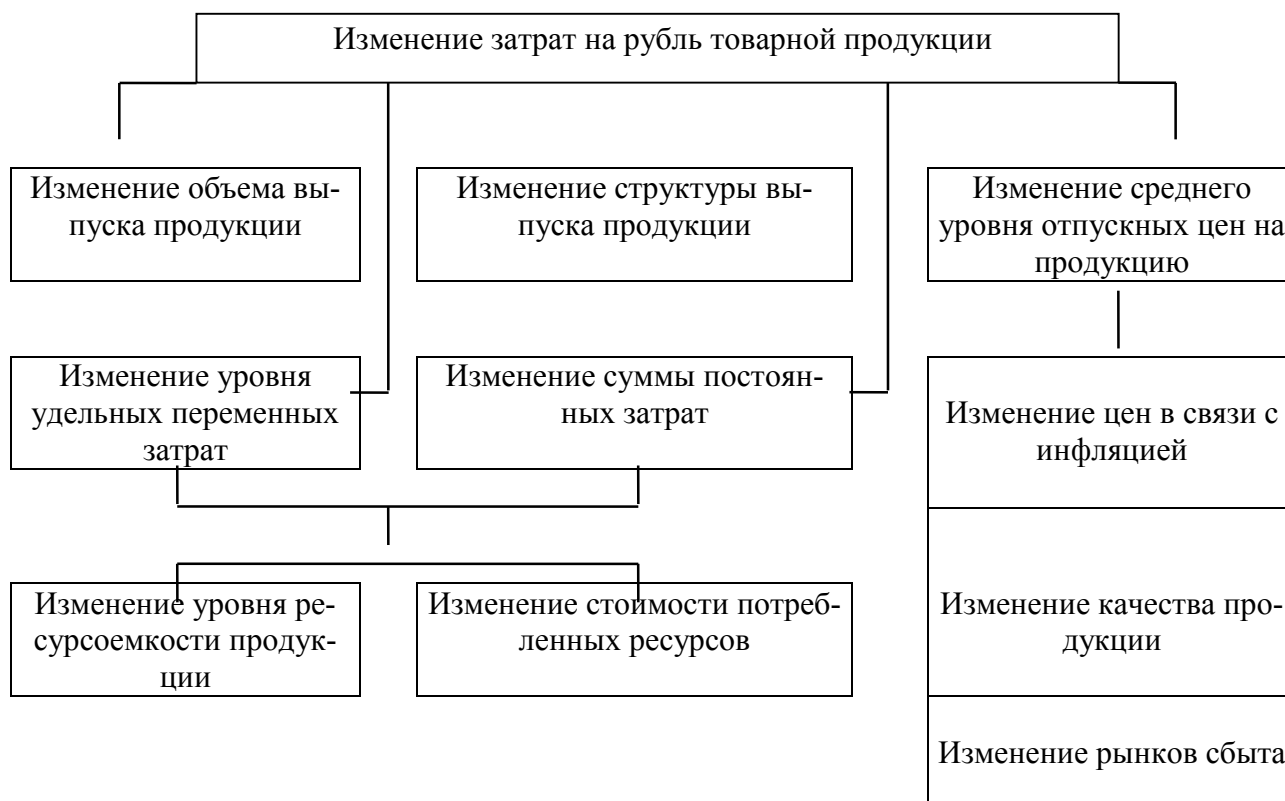 Изменение затрат на рубль товарной продукции
Изменение объема вы-
пуска продукции
Изменение структуры вы-
пуска продукции
Изменение среднего
уровня отпускных цен на
продукцию
Изменение уровня
удельных переменных
затрат
Изменение суммы постоян-
ных затрат
Изменение цен в связи с
инфляцией
Изменение уровня ре-
сурсоемкости продук-
ции
Изменение стоимости потреб-
ленных ресурсов
Изменение качества про-
дукции
Изменение рынков сбыта